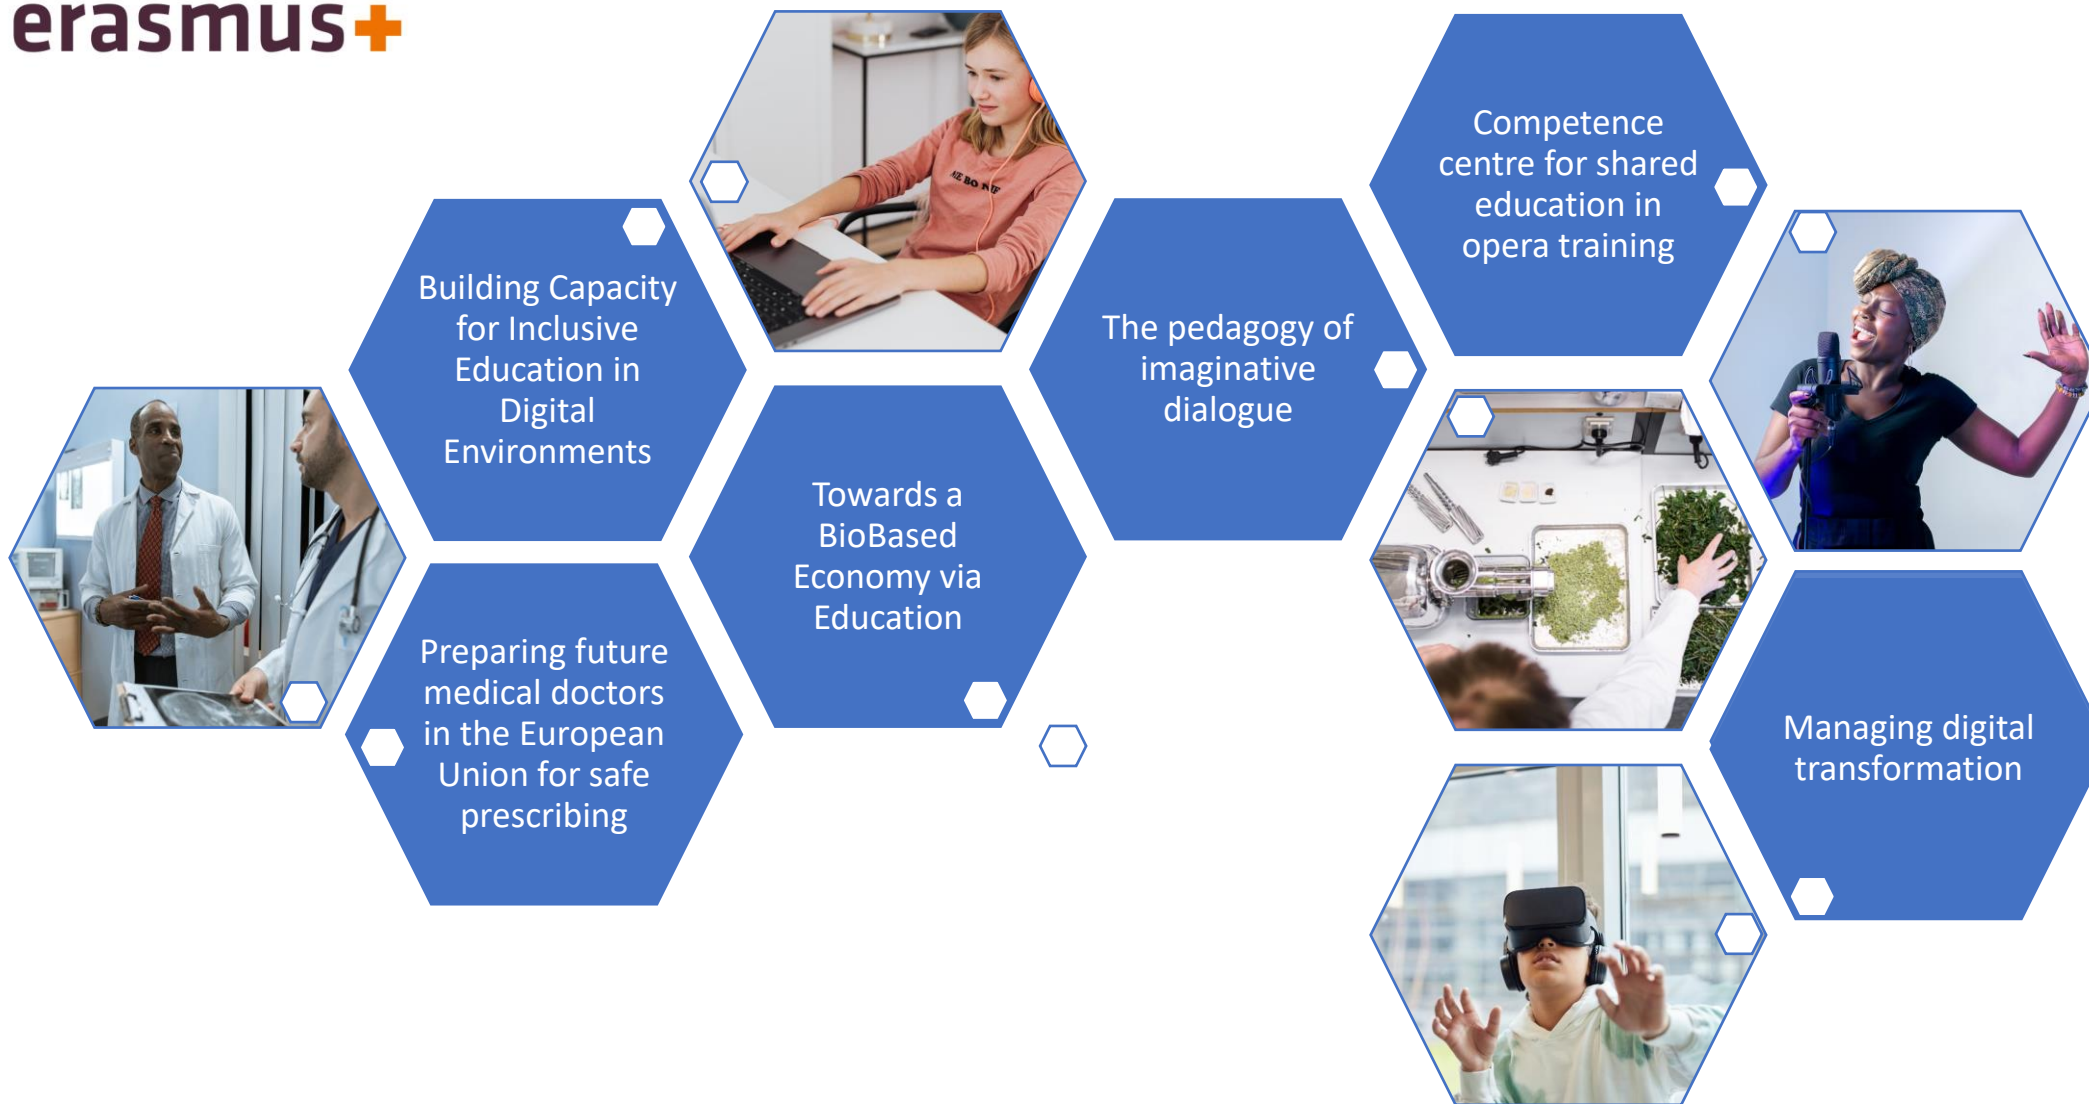 erasmus+
Building Capacity
for Inclusive
Education in
Digital
Environments
Preparing future
medical doctors
in the European
Union for safe
prescribing
Towards a
BioBased
Economy via
Education
The pedagogy of
imaginative
dialogue
Competence
centre for shared
education in
opera training
Managing digital
transformation